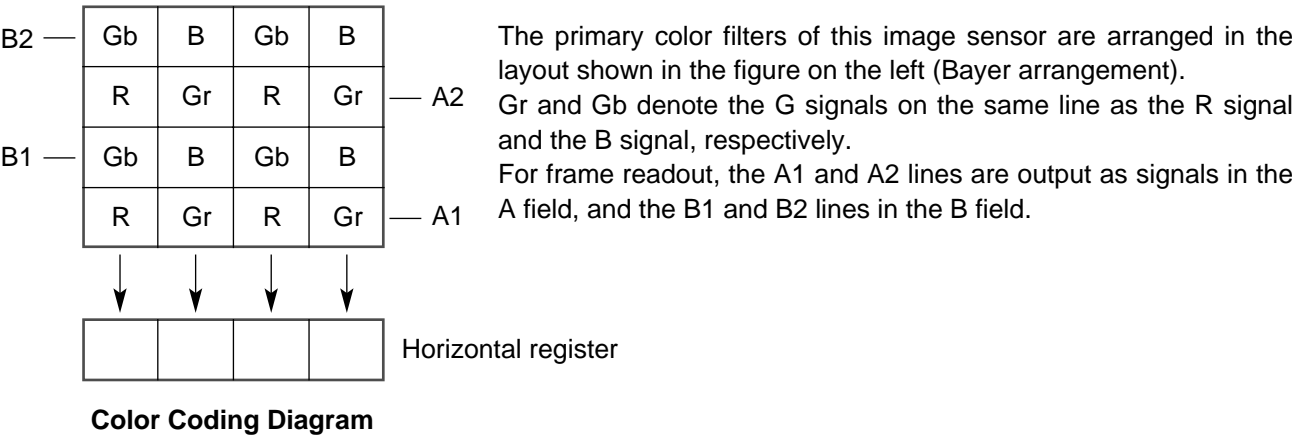 B2 — Gb B Gb B
R Gr R Gr — A2
B1 — Gb B Gb B
R Gr R Gr — A1
Horizontal register
Color Coding Diagram
The primary color filters of this image sensor are arranged in the
layout shown in the figure on the left (Bayer arrangement).
Gr and Gb denote the G signals on the same line as the R signal
and the B signal, respectively.
For frame readout, the A1 and A2 lines are output as signals in the
A field, and the B1 and B2 lines in the B field.